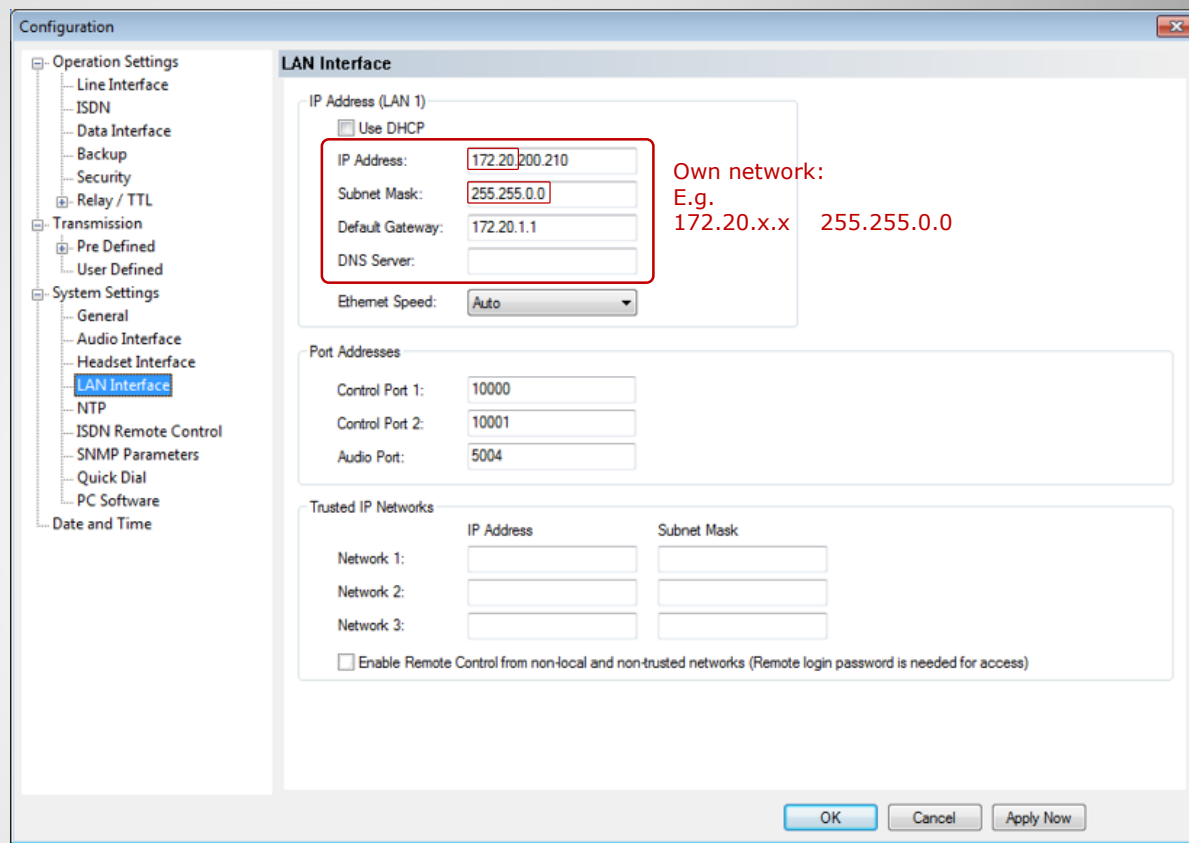 Configuration
Operation Settings
Line Interface
ISDN
Data Interface
Backup
Security
Relay / TTL
Transmission
Pre Defined
User Defined
System Settings
General
Audio Interface
Headset Interface
LAN Interface
NTP
ISDN Remote Control
SNMP Parameters
Quick Dial
PC Software
Date and Time
LAN Interface
IP Address (LAN 1)
Use DHCP
IP Address: 172.20.200.210
Subnet Mask: 255.255.0.0
Default Gateway: 172.20.1.1
DNS Server:
Ethernet Speed: Auto
Own network:
E.g.
172.20.x.x 255.255.0.0
Port Addresses
Control Port 1: 10000
Control Port 2: 10001
Audio Port: 5004
Trusted IP Networks
IP Address Subnet Mask
Network 1:
Network 2:
Network 3:
Enable Remote Control from non-local and non-trusted networks (Remote login password is needed for access)
OK Cancel Apply Now